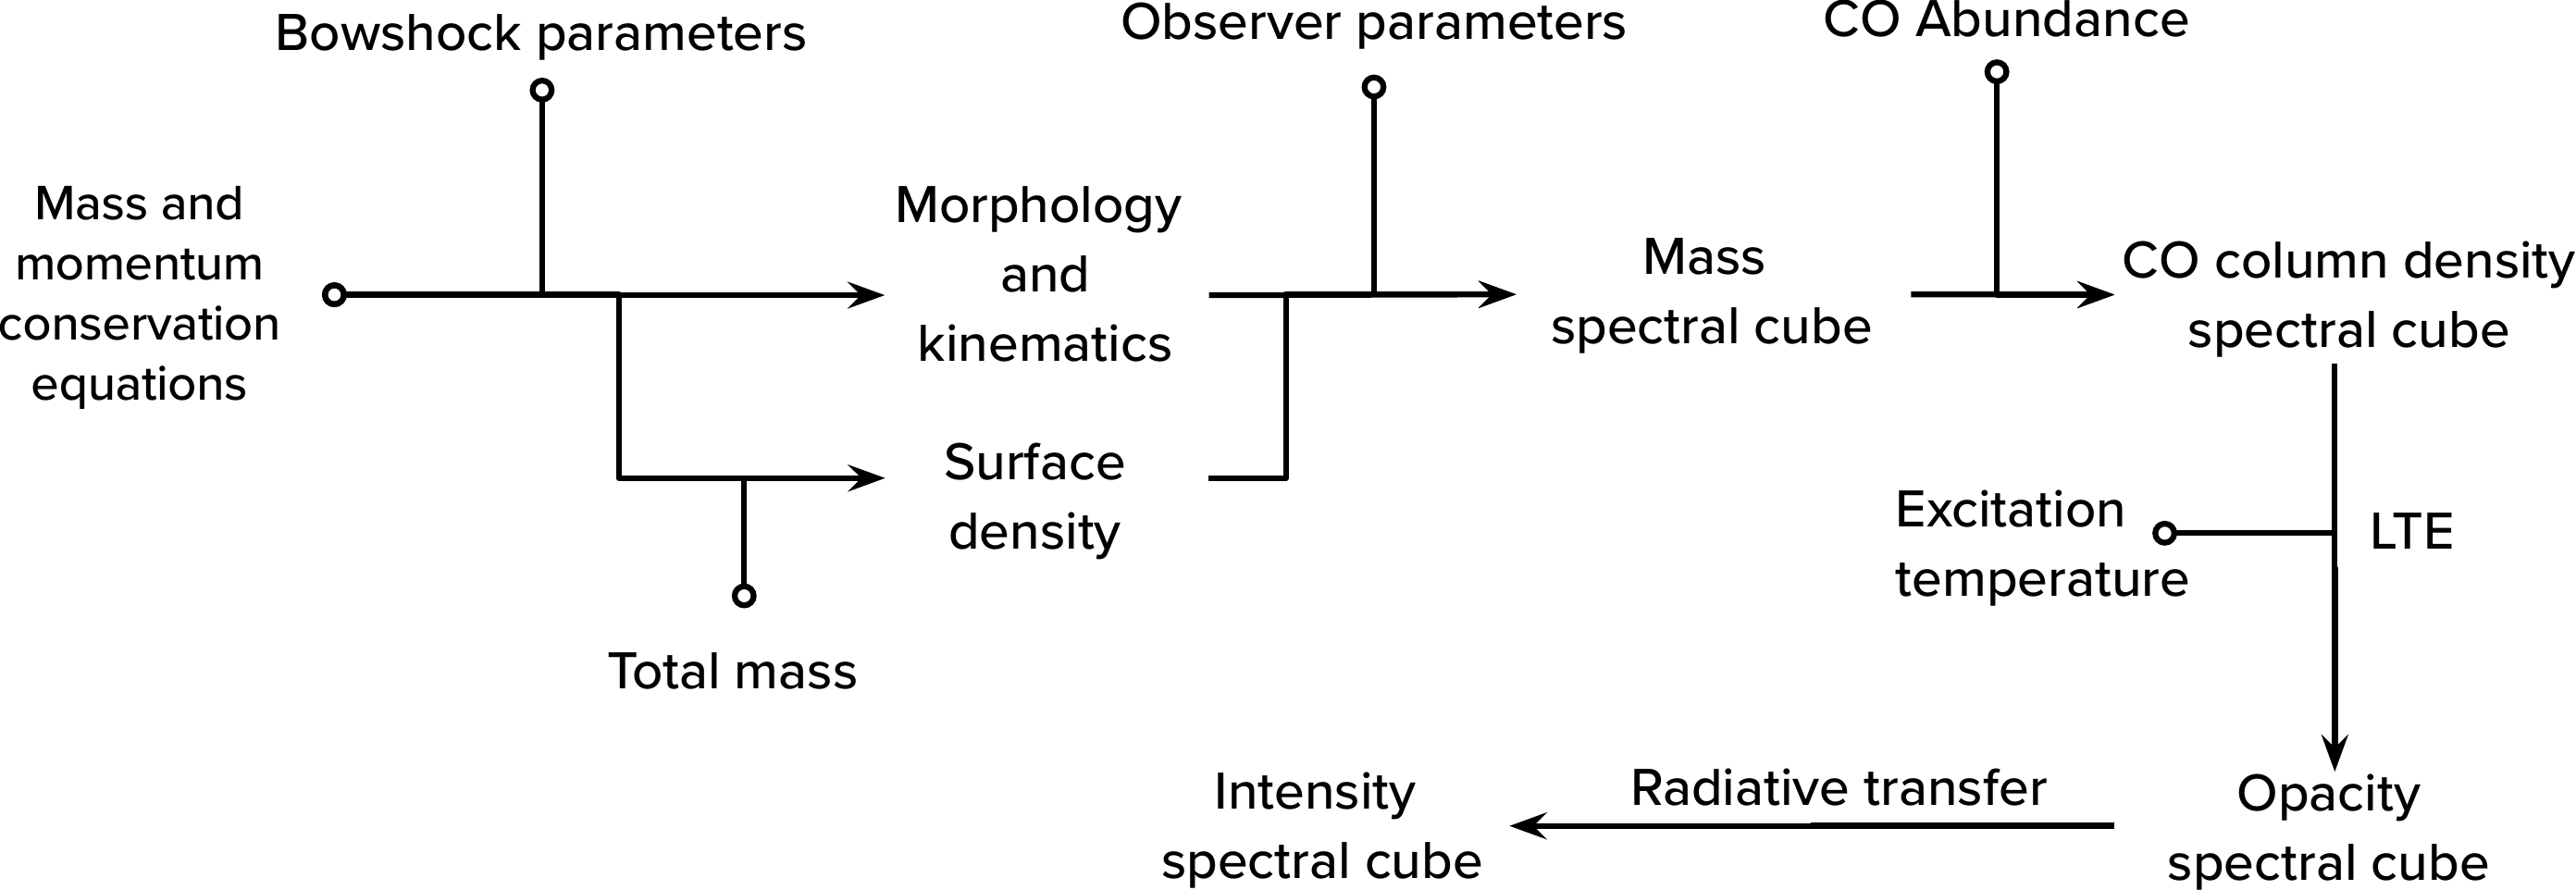 Bowshock parameters
Observer parameters
CO Abundance
Mass and
momentum
conservation
equations
Morphology
and
kinematics
Mass
spectral cube
CO column density
spectral cube
Surface
density
Total mass
Excitation
temperature
LTE
Radiative transfer
Intensity
spectral cube
Opacity
spectral cube